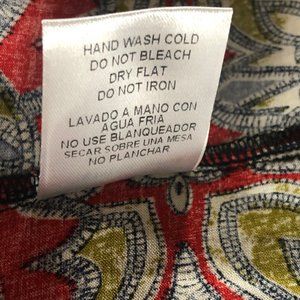 HAND WASH COLD
DO NOT BLEACH
DRY FLAT
DO NOT IRON
LAVADO A MANO CON
AGUA FRIA
NO USE BLANQUEADOR
SECAR SOBRE UNA MESA
NO PLANCHAR